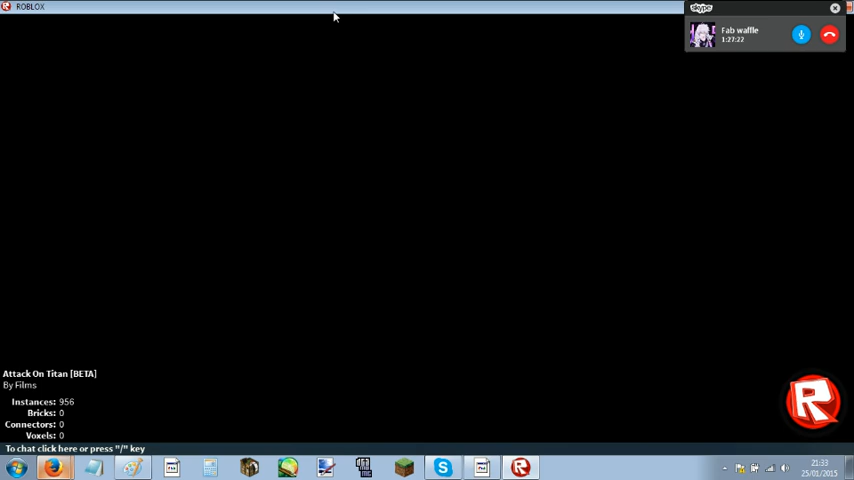 ROBLOX
skype
Fab waffle
1:27:22
Attack On Titan [BETA]
By Films
Instances: 956
Bricks: 0
Connectors: 0
Voxels: 0
To chat click here or press "/" key
21:33
25/01/2015